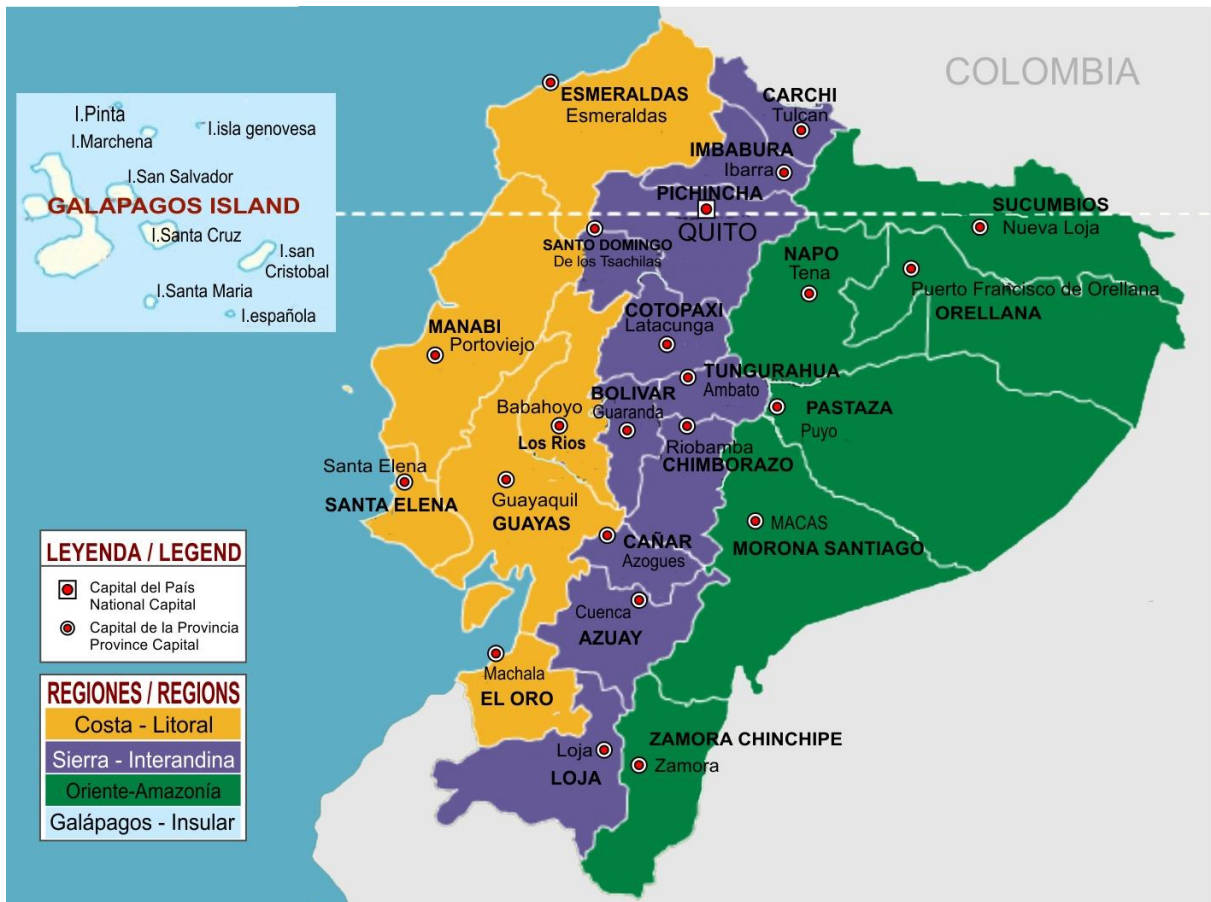 COLOMBIA
ESMERALDAS
Esmeraldas
CARCHI
Tulcan
IMBABURA
Ibarra
PICHINCHA
QUITO
SANTO DOMINGO
De los Tsachilas
SUCUMBIOS
Nueva Loja
NAPO
Tena
Puerto Francisco de Orellana
ORELLANA
I.Pinta
I.Marchena
I.isla genovesa
I.San Salvador
GALAPAGOS ISLAND
I.Santa Cruz
I.san
Cristobal
I.Santa Maria
I.española
MANABI
Portoviejo
COTOPAXI
Latacunga
TUNGURAHUA
Ambato
BOLIVAR
Guaranda
PASTAZA
Puyo
Babahoyo
Los Rios
Riobamba
CHIMBORAZO
Santa Elena
SANTA ELENA
Guayaquil
GUAYAS
MACAS
MORONA SANTIAGO
CAÑAR
Azogues
Cuenca
AZUAY
Machala
EL ORO
Loja
LOJA
ZAMORA CHINCHIPE
Zamora
LEYENDA / LEGEND
Capital del País
National Capital
Capital de la Provincia
Province Capital
REGIONES / REGIONS
Costa - Litoral
Sierra - Interandina
Oriente-Amazonía
Galápagos - Insular